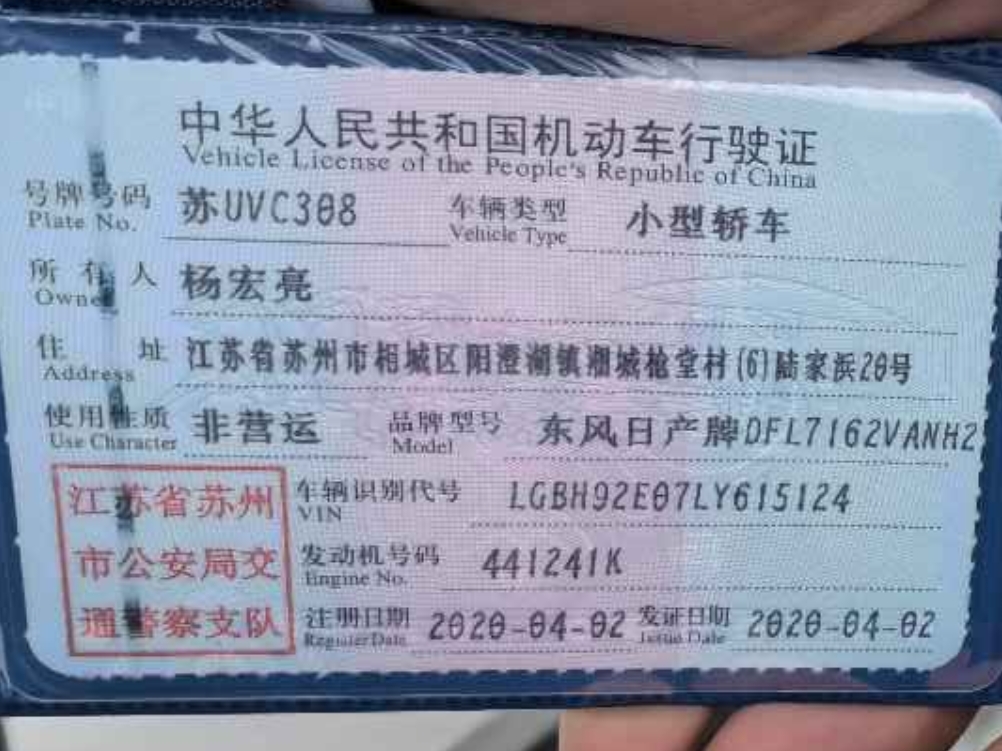 中华人民共和国机动车行驶证
Vehicle License of the People's Republic of China
号牌号码 苏UVC308 车辆类型 小型轿车
Plate No. Vehicle Type
所有人 杨宏亮
Owner
住址 江苏省苏州市相城区阳澄湖镇湘城枪堂村(6)陆家浜20号
Address
使用性质 非营运 品牌型号 东风日产牌DFL7162VANH2
Use Character Model
江苏省苏州 车辆识别代号 LGBH92E07LY615124
VIN
市公安局交 发动机号码 441241K
Engine No.
通警察支队 注册日期 2020-04-02 发证日期 2020-04-02
Register Date Issue Date